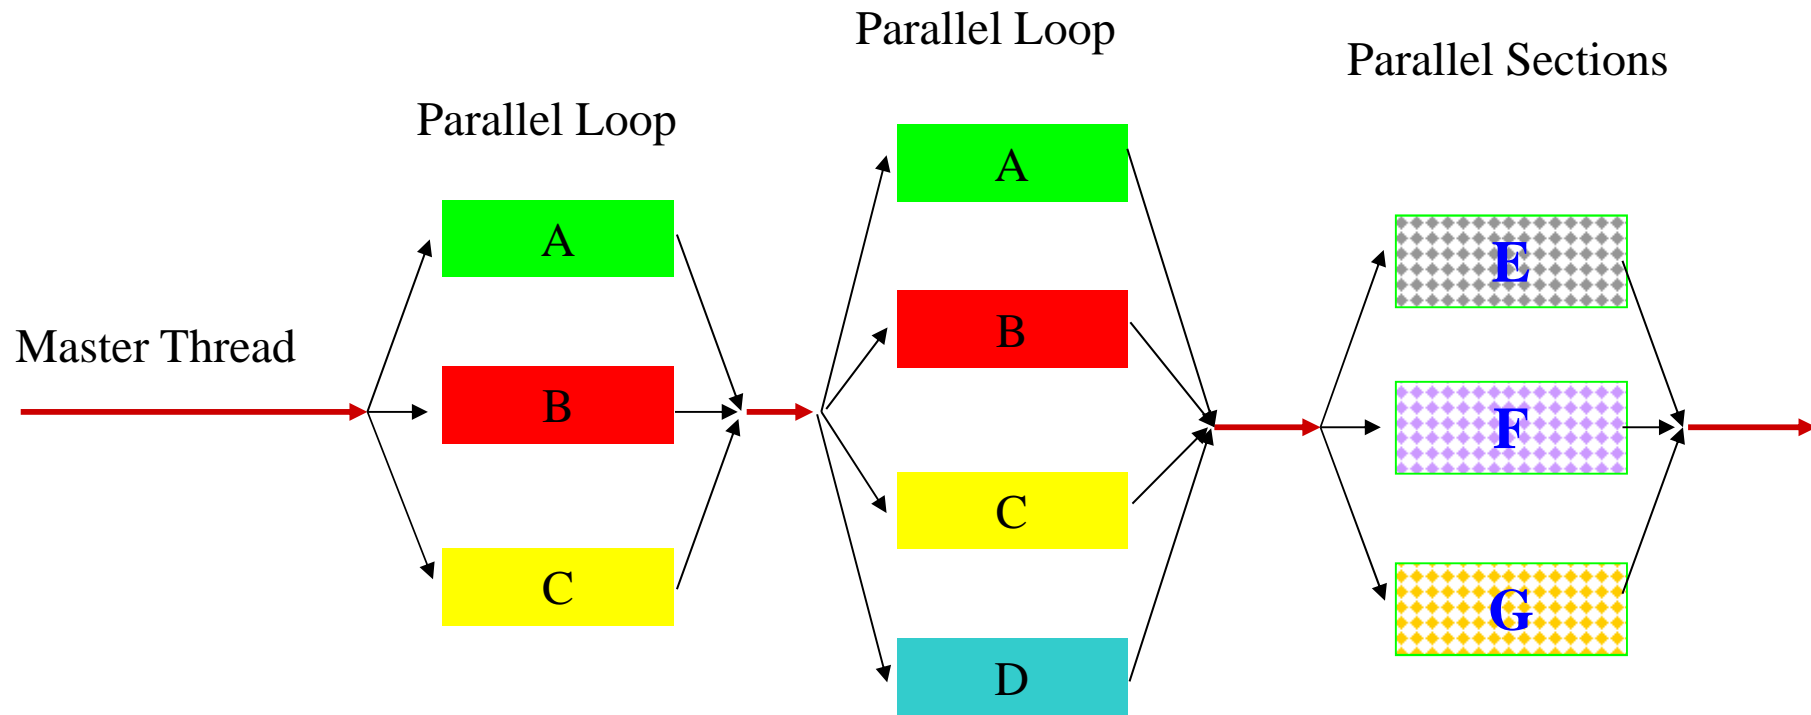 Master Thread
Parallel Loop
A
B
C
Parallel Loop
A
B
C
D
Parallel Sections
E
F
G